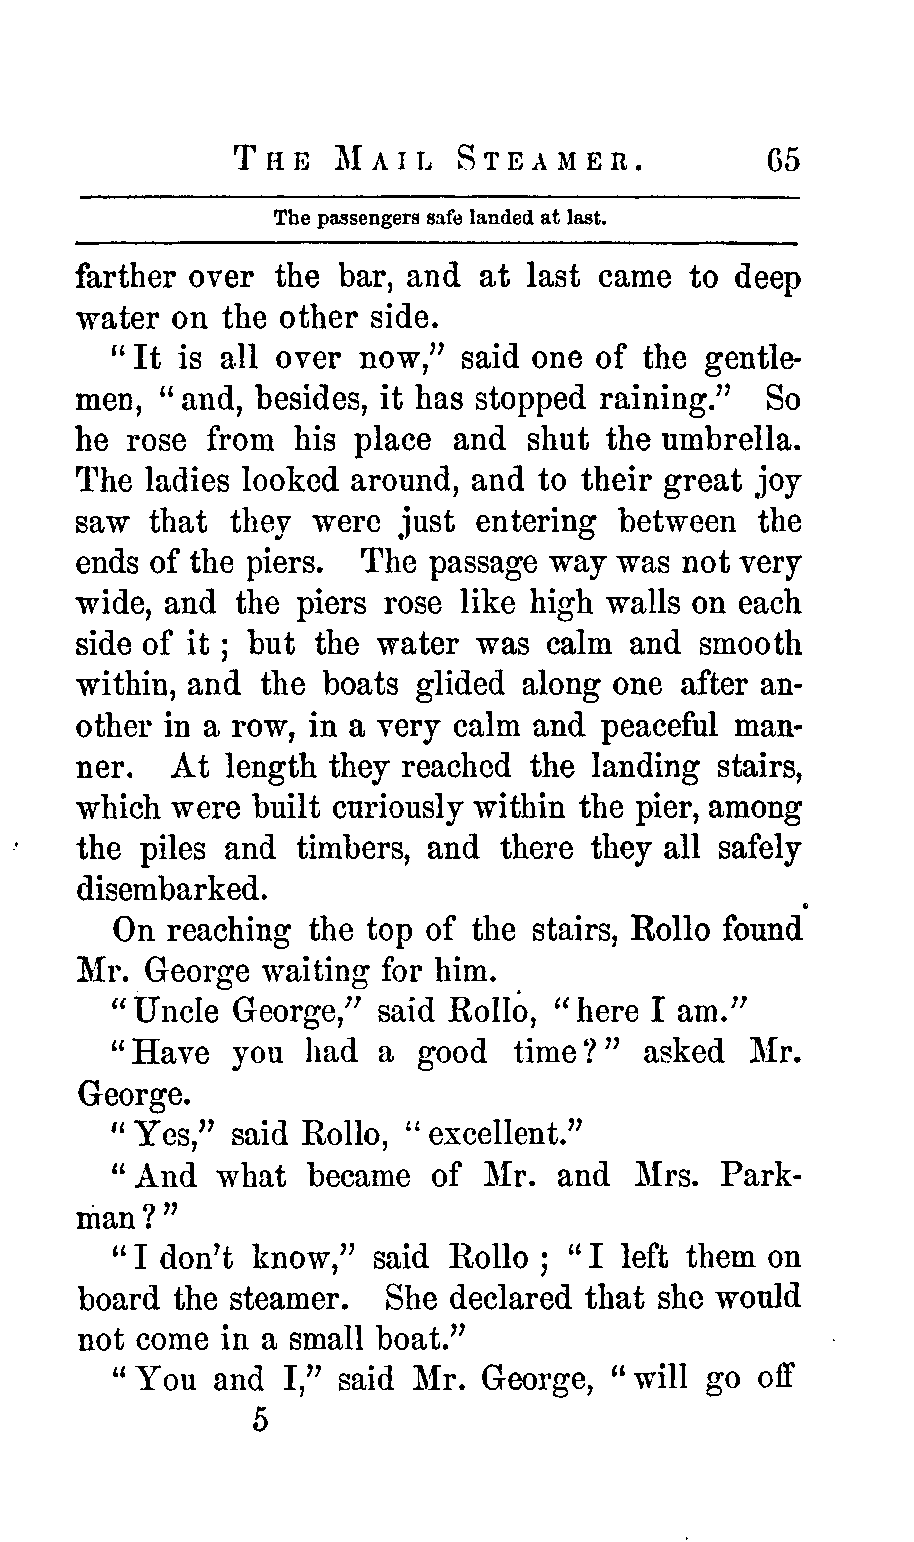 THE MAIL STEAMER. 65
The passengers safe landed at last.
farther over the bar, and at last came to deep
water on the other side.
"It is all over now," said one of the gentle-
men, "and, besides, it has stopped raining." So
he rose from his place and shut the umbrella.
The ladies looked around, and to their great joy
saw that they were just entering between the
ends of the piers. The passage way was not very
wide, and the piers rose like high walls on each
side of it; but the water was calm and smooth
within, and the boats glided along one after an-
other in a row, in a very calm and peaceful man-
ner. At length they reached the landing stairs,
which were built curiously within the pier, among
the piles and timbers, and there they all safely
disembarked.
On reaching the top of the stairs, Rollo found
Mr. George waiting for him.
"Uncle George," said Rollo, "here I am."
"Have you had a good time?" asked Mr.
George.
"Yes," said Rollo, "excellent."
"And what became of Mr. and Mrs. Park-
man?"
"I don't know," said Rollo; "I left them on
board the steamer. She declared that she would
not come in a small boat."
"You and I," said Mr. George, "will go off
5